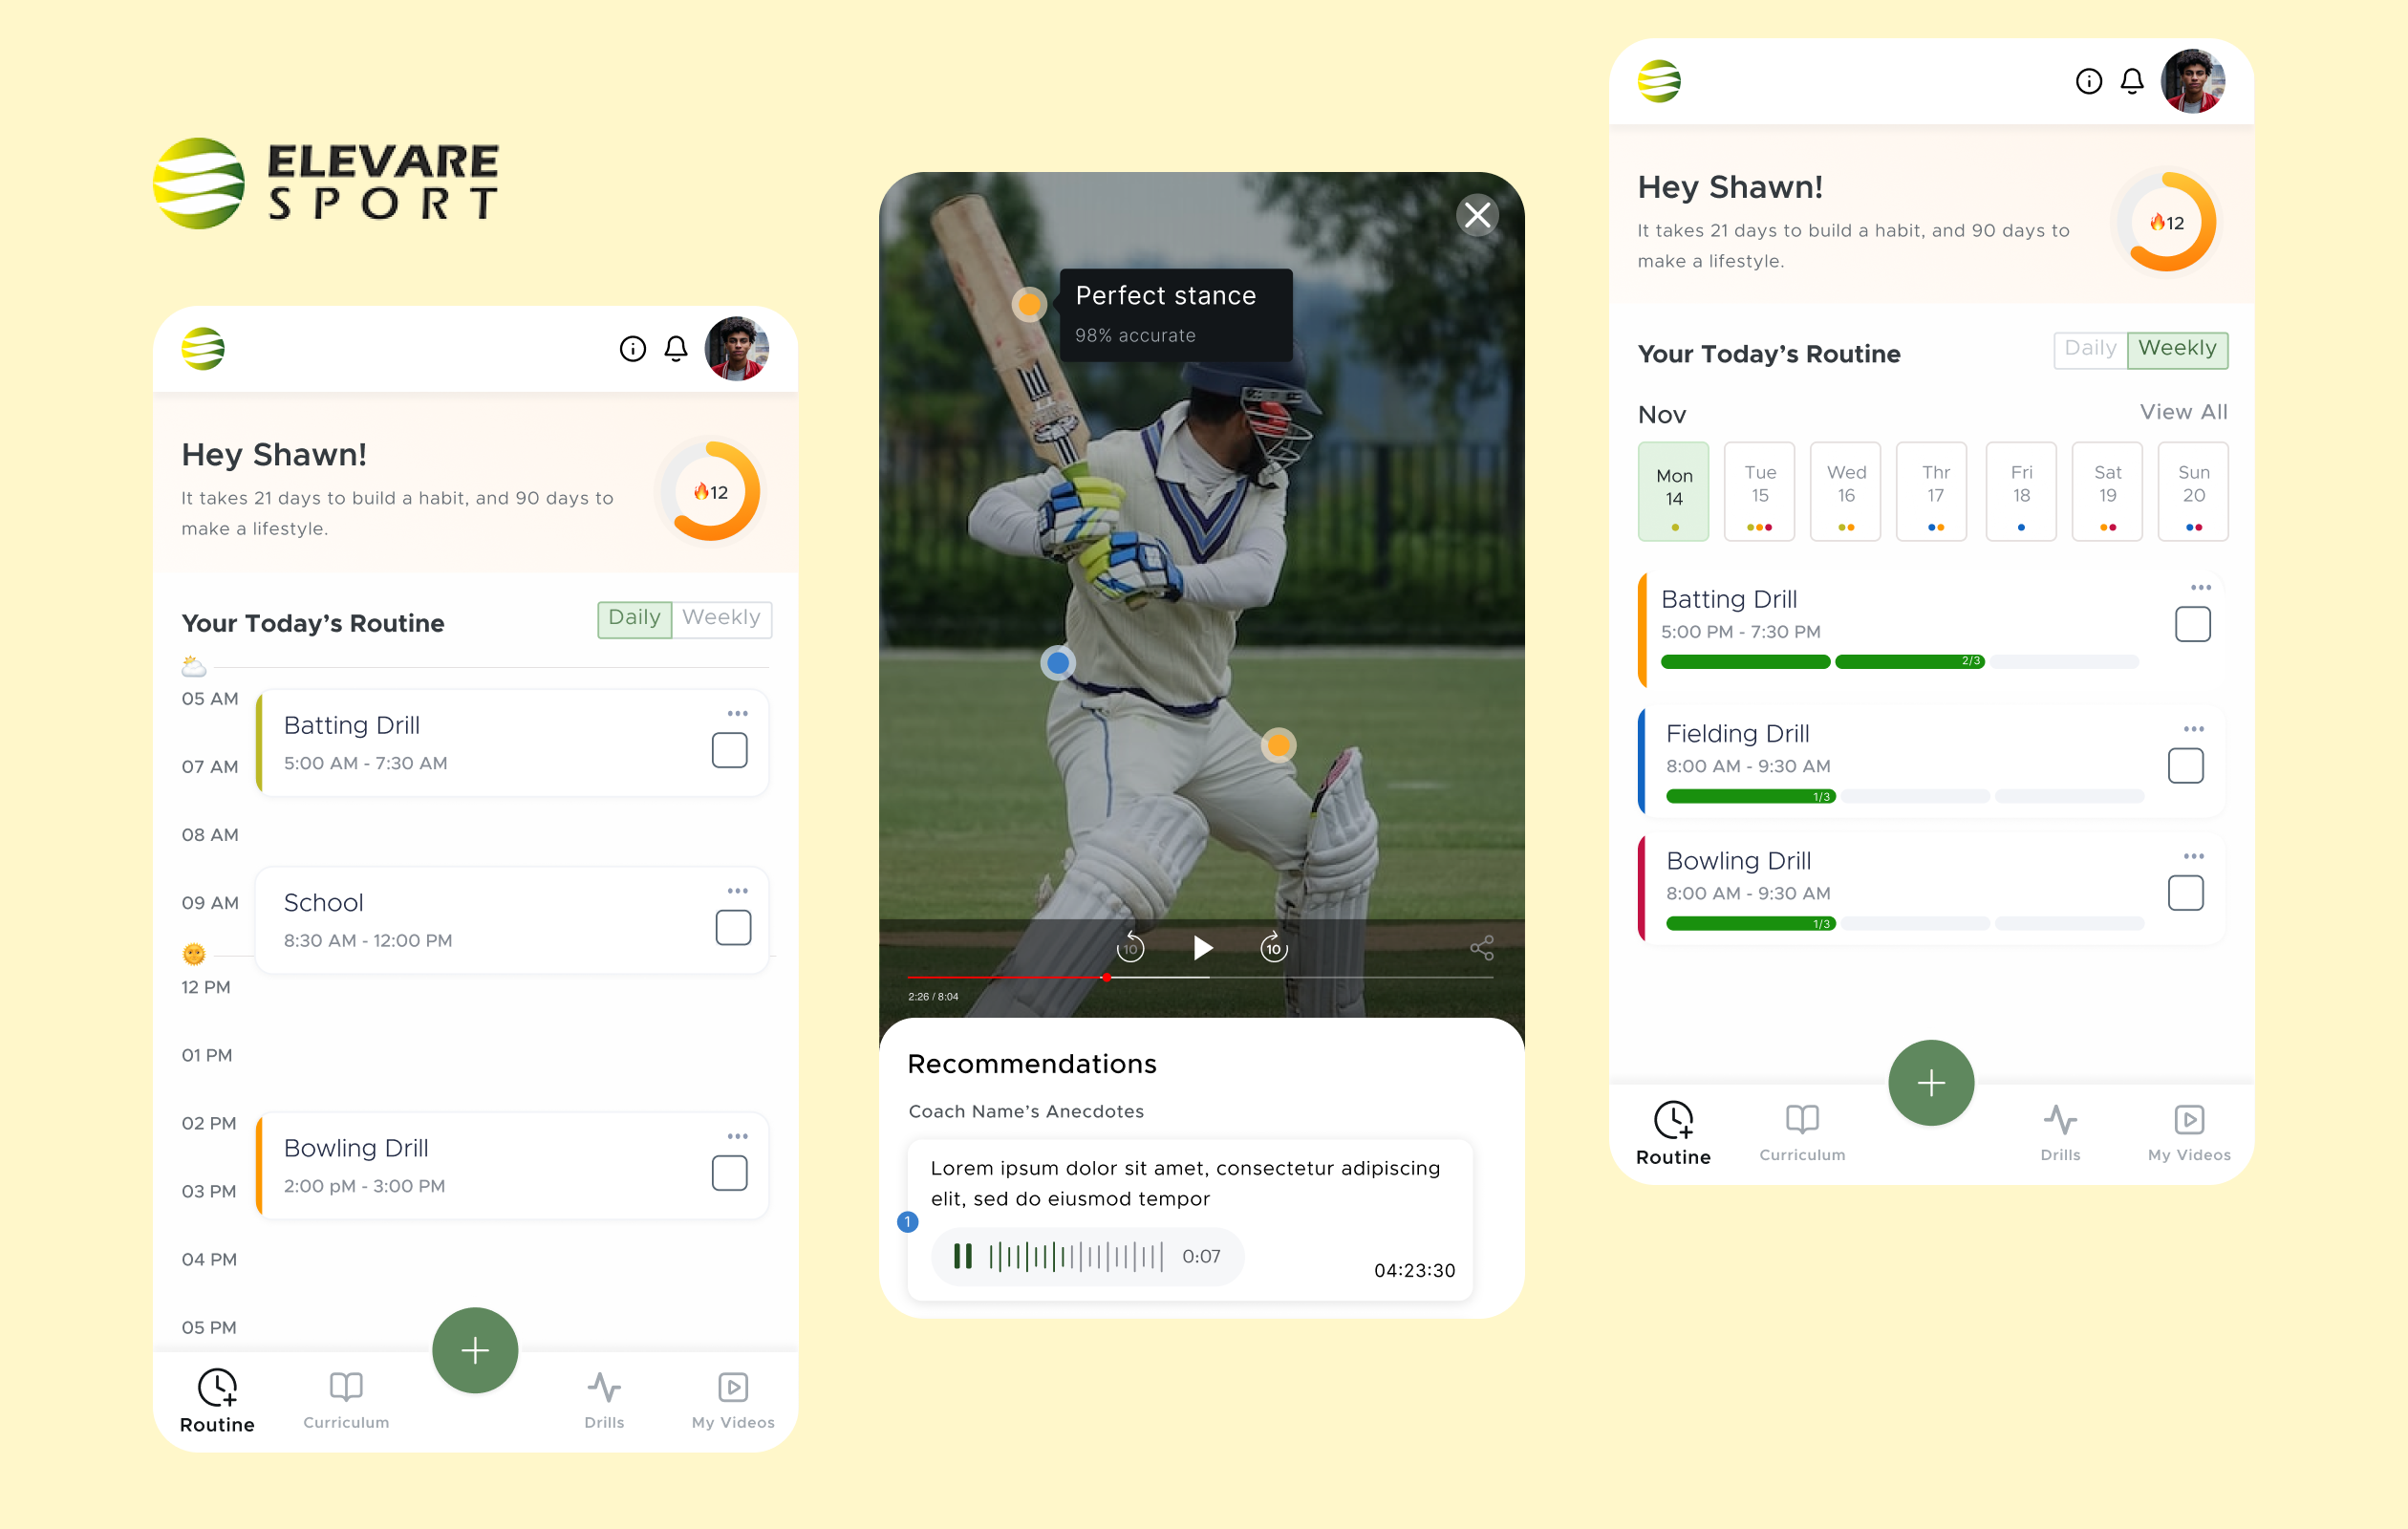 ELEVARE
SPORT
Hey Shawn!
It takes 21 days to build a habit, and 90 days to
make a lifestyle.
🔥12
Your Today’s Routine
Daily
Weekly
05 AM
Batting Drill
5:00 AM - 7:30 AM
07 AM
08 AM
09 AM
School
8:30 AM - 12:00 PM
12 PM
01 PM
02 PM
Bowling Drill
2:00 pM - 3:00 PM
03 PM
04 PM
05 PM
Routine
Curriculum
Drills
My Videos
Perfect stance
98% accurate
10
10
2:26 / 8:04
Recommendations
Coach Name’s Anecdotes
Lorem ipsum dolor sit amet, consectetur adipiscing
elit, sed do eiusmod tempor
1
0:07
04:23:30
Hey Shawn!
It takes 21 days to build a habit, and 90 days to
make a lifestyle.
🔥12
Your Today’s Routine
Daily
Weekly
Nov
View All
Mon
14
Tue
15
Wed
16
Thr
17
Fri
18
Sat
19
Sun
20
Batting Drill
5:00 PM - 7:30 PM
2/3
Fielding Drill
8:00 AM - 9:30 AM
1/3
Bowling Drill
8:00 AM - 9:30 AM
1/3
Routine
Curriculum
Drills
My Videos